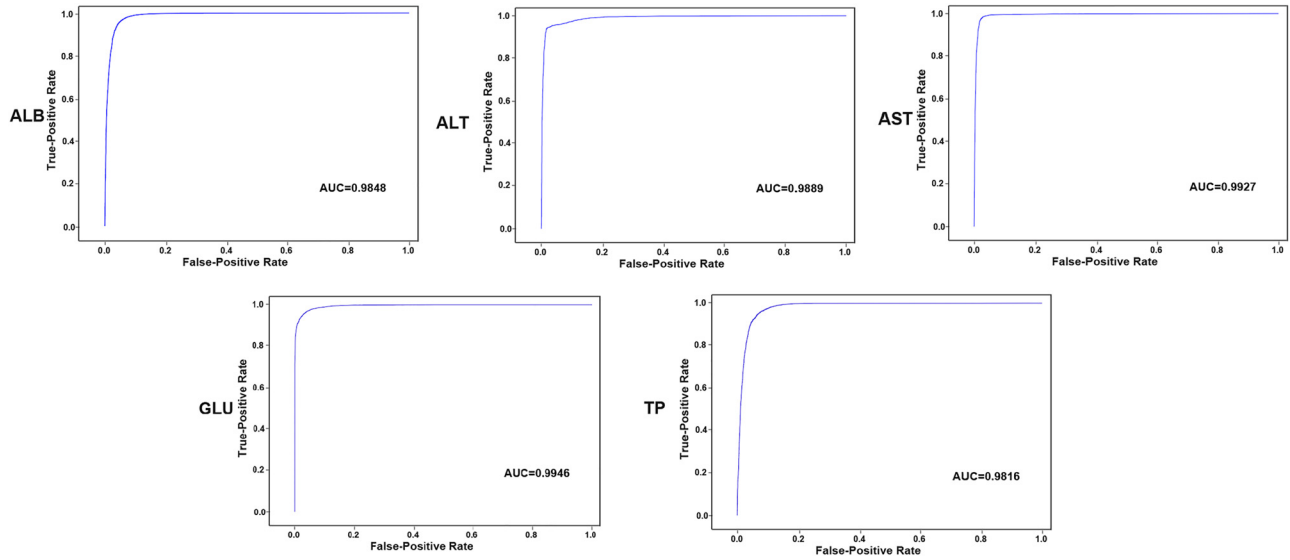 ALB
True-Positive Rate
1.0
0.8
0.6
0.4
0.2
0.0
AUC=0.9848
0.0 0.2 0.4 0.6 0.8 1.0
False-Positive Rate
ALT
True-Positive Rate
1.0
0.8
0.6
0.4
0.2
0.0
AUC=0.9889
0.0 0.2 0.4 0.6 0.8 1.0
False-Positive Rate
AST
True-Positive Rate
1.0
0.8
0.6
0.4
0.2
0.0
AUC=0.9927
0.0 0.2 0.4 0.6 0.8 1.0
False-Positive Rate
GLU
True-Positive Rate
1.0
0.8
0.6
0.4
0.2
0.0
AUC=0.9946
0.0 0.2 0.4 0.6 0.8 1.0
False-Positive Rate
TP
True-Positive Rate
1.0
0.8
0.6
0.4
0.2
0.0
AUC=0.9816
0.0 0.2 0.4 0.6 0.8 1.0
False-Positive Rate